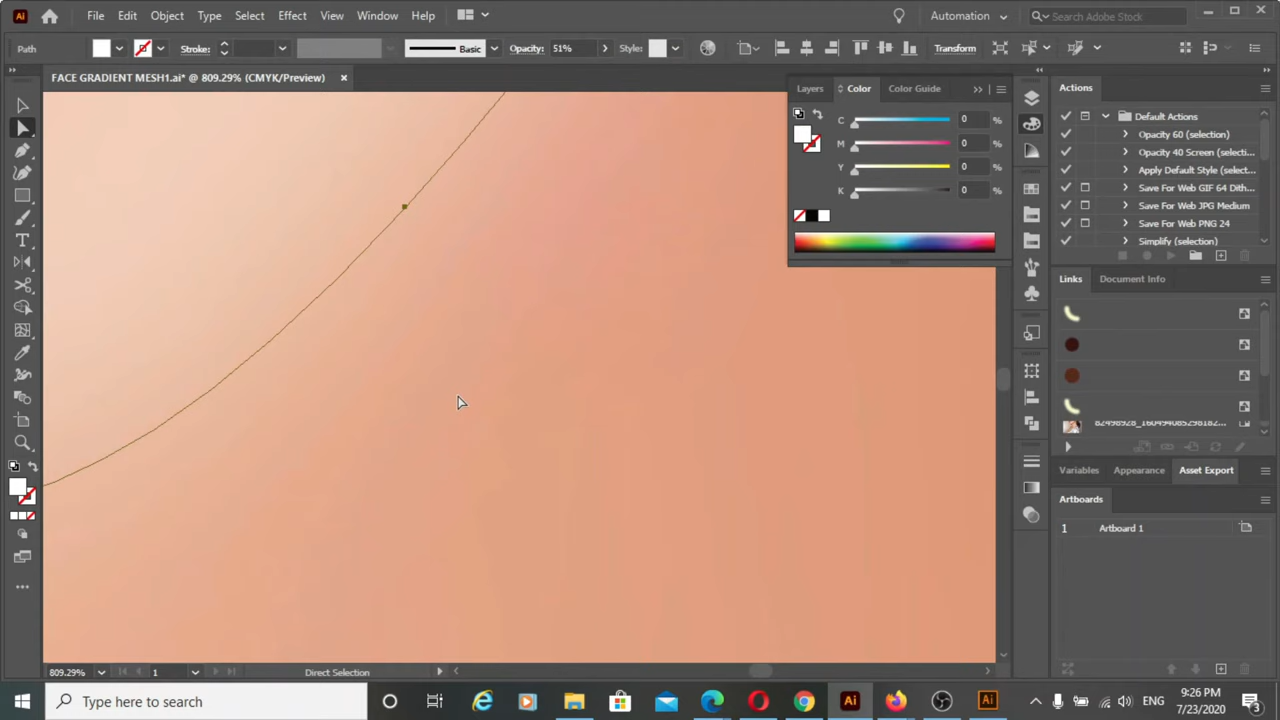 Ai File Edit Object Type Select Effect View Window Help Automation Search Adobe Stock
Path Stroke: Basic Opacity: 51% Style: Transform
FACE GRADIENT MESH1.ai* @ 809.29% (CMYK/Preview)
Layers Color Color Guide
C 0 %
M 0 %
Y 0 %
K 0 %
Actions
Default Actions
Opacity 60 (selection)
Opacity 40 Screen (selecti...
Apply Default Style (select...
Save For Web GIF 64 Dith...
Save For Web JPG Medium
Save For Web PNG 24
Simplify (selection)
Links Document Info
Variables Appearance Asset Export
Artboards
1 Artboard 1
809.29% 1 Direct Selection
Type here to search
Ai Ai
ENG
9:26 PM
7/23/2020
3